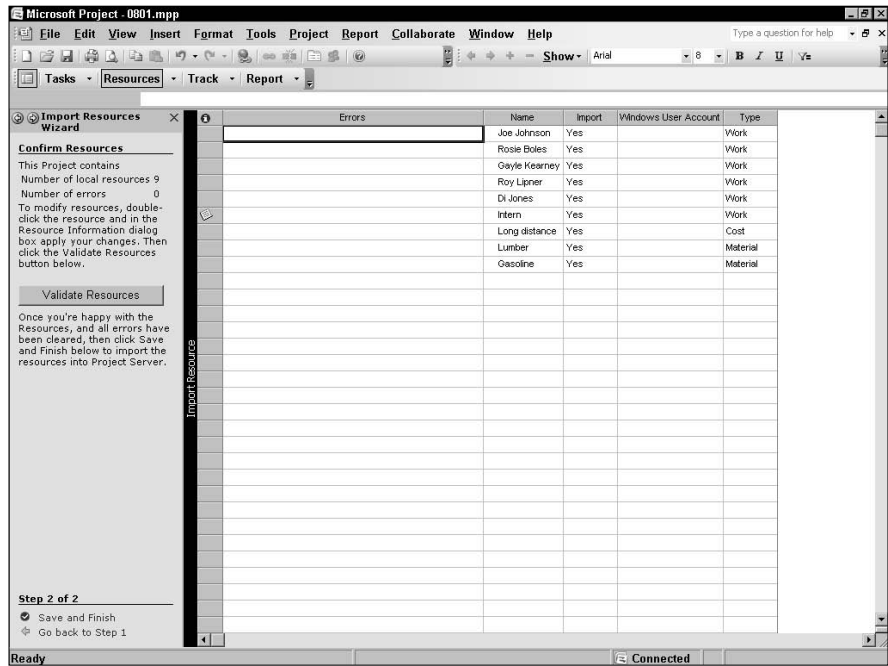 Microsoft Project - 0801.mpp
File Edit View Insert Format Tools Project Report Collaborate Window Help
Type a question for help
Show Arial 8 B I U
Tasks Resources Track Report
Import Resources
Wizard
Confirm Resources
This Project contains
Number of local resources 9
Number of errors 0
To modify resources, double-
click the resource and in the
Resource Information dialog
box apply your changes. Then
click the Validate Resources
button below.
Validate Resources
Once you're happy with the
Resources, and all errors have
been cleared, then click Save
and Finish below to import the
resources into Project Server.
Step 2 of 2
Save and Finish
Go back to Step 1
Import Resource
Errors Name Import Windows User Account Type
Joe Johnson Yes Work
Rosie Boles Yes Work
Gayle Kearney Yes Work
Roy Lipner Yes Work
Di Jones Yes Work
Intern Yes Work
Long distance Yes Cost
Lumber Yes Material
Gasoline Yes Material
Ready Connected